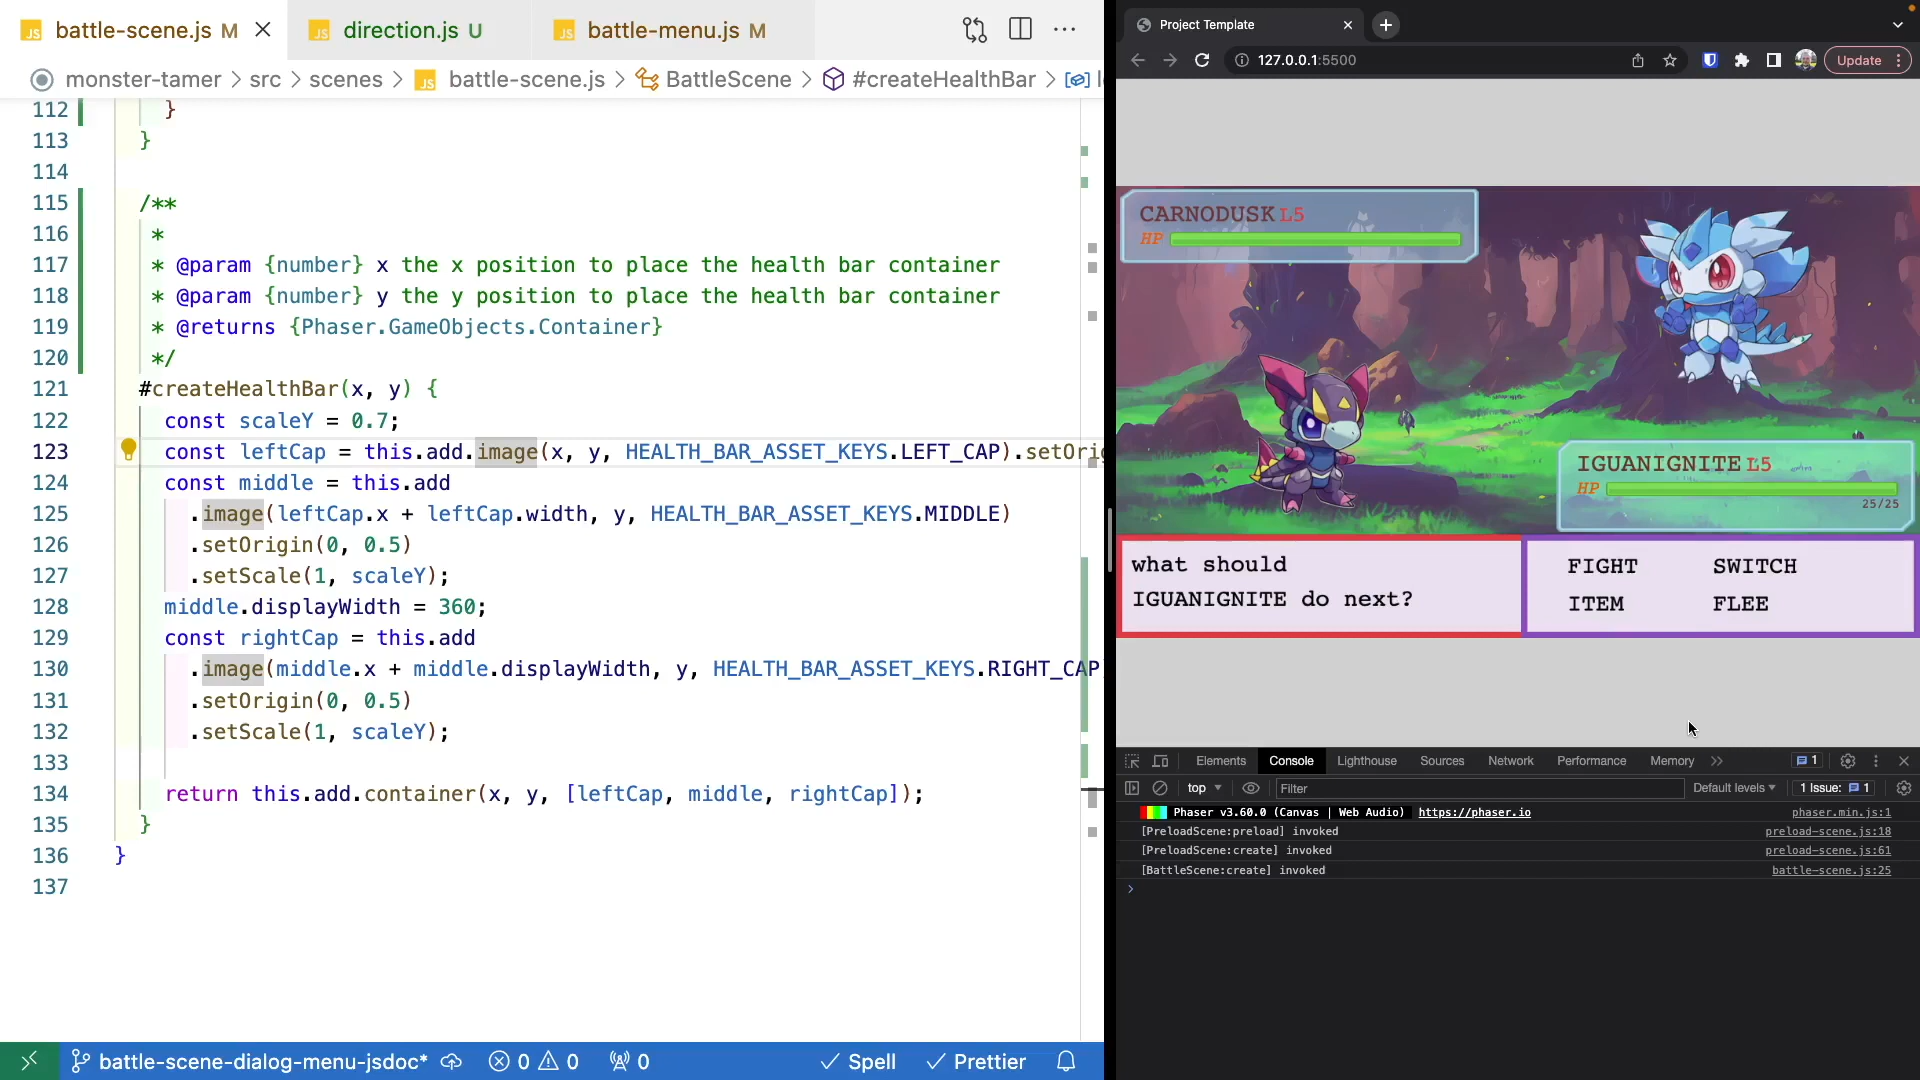 battle-scene.js M
direction.js U
battle-menu.js M
monster-tamer > src > scenes > battle-scene.js > BattleScene > #createHealthBar >
112 }
113 }
114
115 /**
116 *
117 * @param {number} x the x position to place the health bar container
118 * @param {number} y the y position to place the health bar container
119 * @returns {Phaser.GameObjects.Container}
120 */
121 #createHealthBar(x, y) {
122 const scaleY = 0.7;
123 const leftCap = this.add.image(x, y, HEALTH_BAR_ASSET_KEYS.LEFT_CAP).setOrig
124 const middle = this.add
125 .image(leftCap.x + leftCap.width, y, HEALTH_BAR_ASSET_KEYS.MIDDLE)
126 .setOrigin(0, 0.5)
127 .setScale(1, scaleY);
128 middle.displayWidth = 360;
129 const rightCap = this.add
130 .image(middle.x + middle.displayWidth, y, HEALTH_BAR_ASSET_KEYS.RIGHT_CAP
131 .setOrigin(0, 0.5)
132 .setScale(1, scaleY);
133
134 return this.add.container(x, y, [leftCap, middle, rightCap]);
135 }
136 }
137
battle-scene-dialog-menu-jsdoc* 0 0 0 Spell Prettier
Project Template
127.0.0.1:5500
Update
CARNODUSK L5
HP
IGUANIGNITE L5
HP
25/25
what should
IGUANIGNITE do next?
FIGHT SWITCH
ITEM FLEE
Elements Console Lighthouse Sources Network Performance Memory >> 1
top Filter Default levels 1 Issue: 1
Phaser v3.60.0 (Canvas | Web Audio) https://phaser.io phaser.min.js:1
[PreloadScene:preload] invoked preload-scene.js:18
[PreloadScene:create] invoked preload-scene.js:61
[BattleScene:create] invoked battle-scene.js:25
>